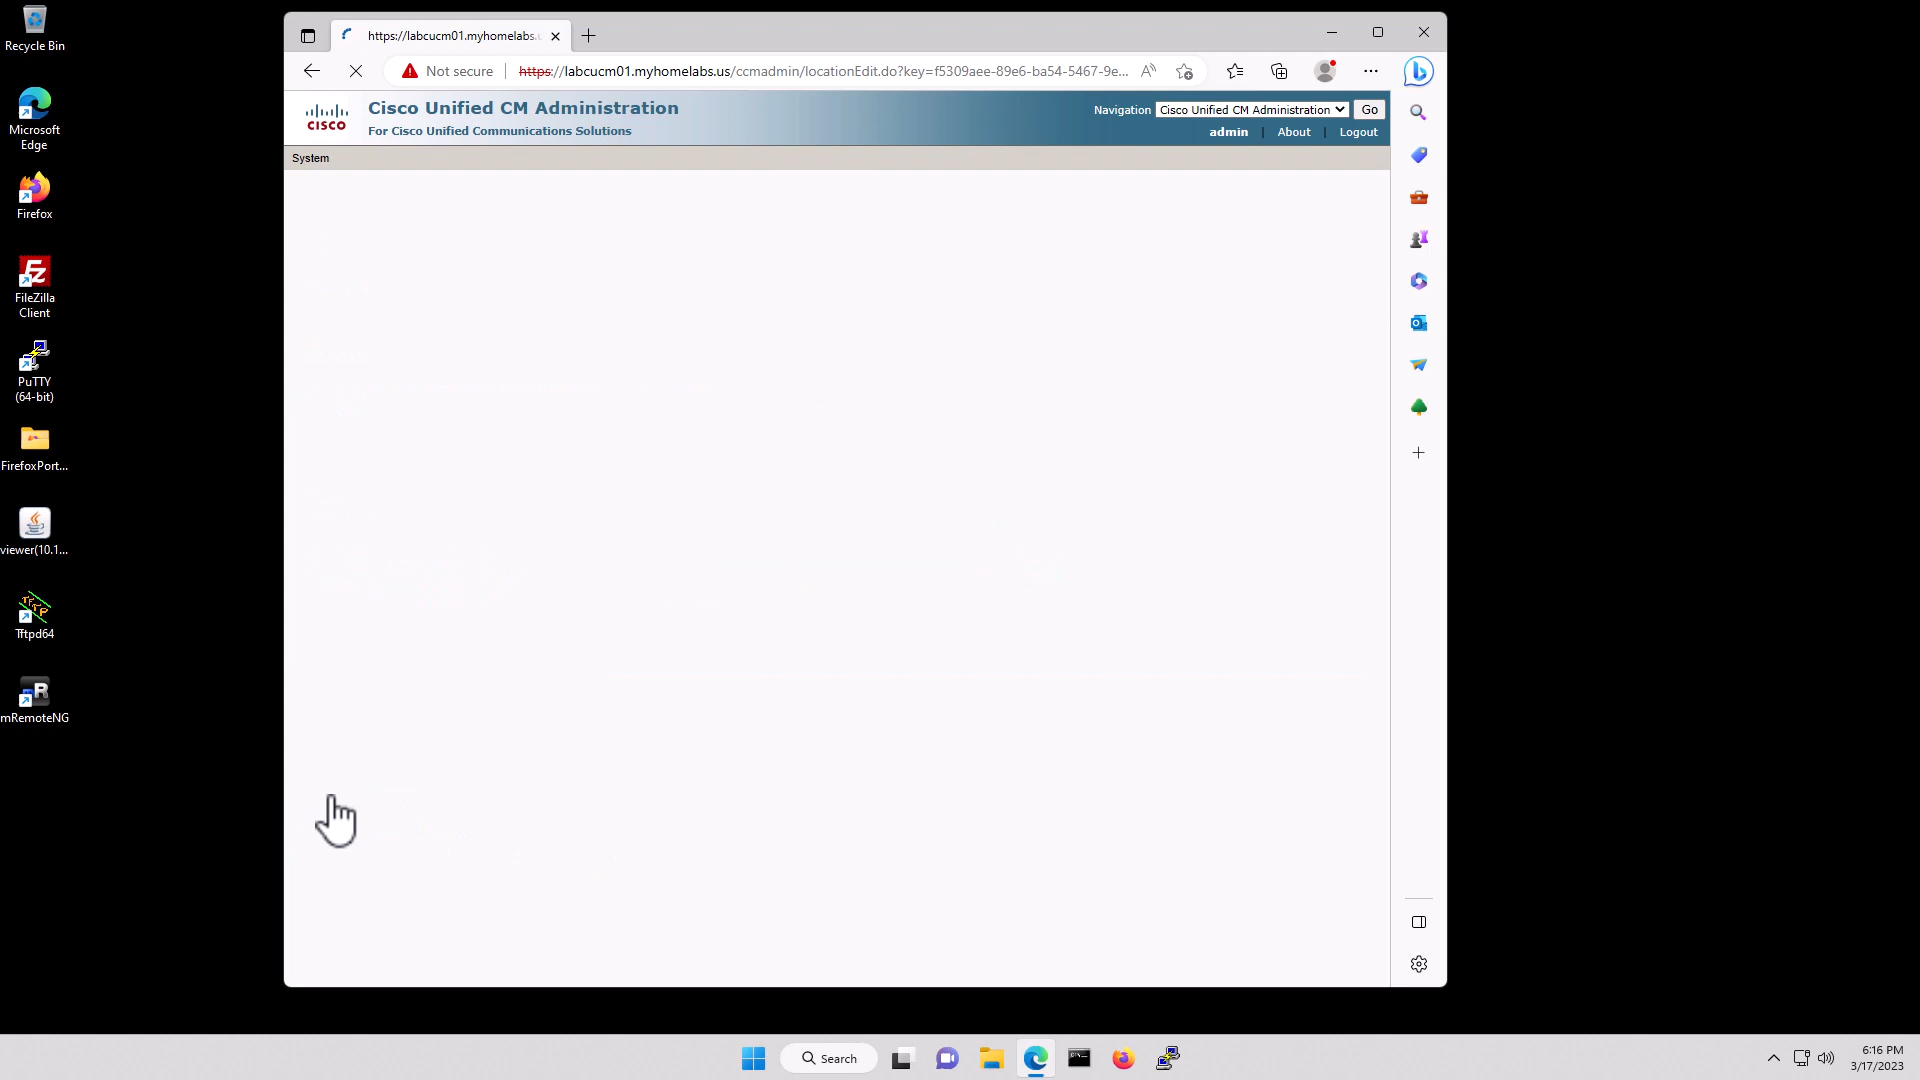 Recycle Bin
Microsoft
Edge
Firefox
FileZilla
Client
PuTTY
(64-bit)
FirefoxPort...
viewer(10.1...
Tftpd64
mRemoteNG
https://labcucm01.myhomelabs.u
Not secure
https://labcucm01.myhomelabs.us/ccmadmin/locationEdit.do?key=f5309aee-89e6-ba54-5467-9e...
CISCO
Cisco Unified CM Administration
For Cisco Unified Communications Solutions
Navigation Cisco Unified CM Administration Go
admin | About | Logout
System
Search
6:16 PM
3/17/2023